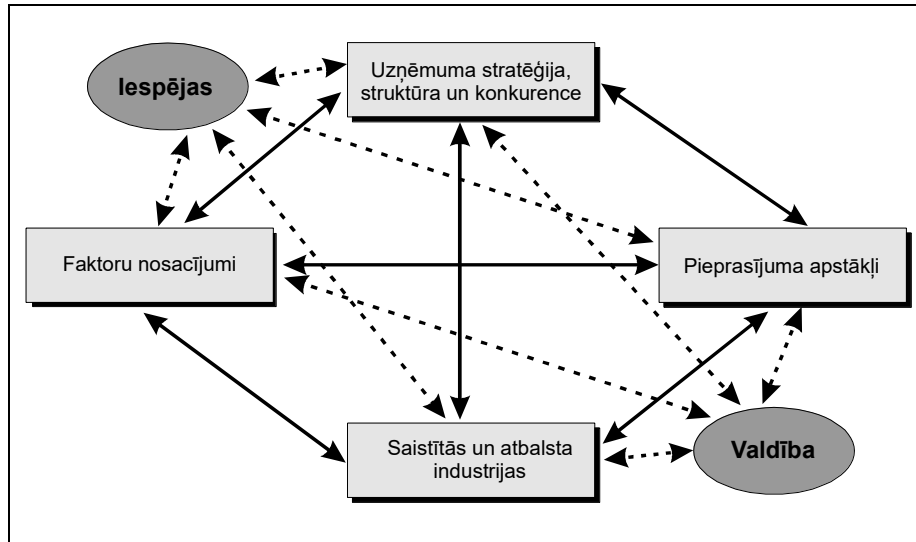 Iespējas
Uzņēmuma stratēģija,
struktūra un konkurence
Faktoru nosacījumi
Pieprasījuma apstākļi
Saistītās un atbalsta
industrijas
Valdība